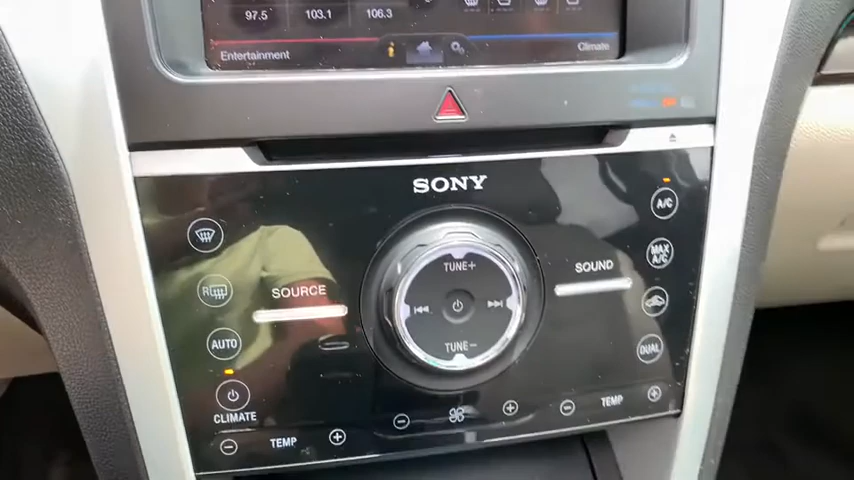 97.5 103.1 106.3
Entertainment
Climate
SONY
A/C
MAX A/C
SOUND
R
SOURCE
TUNE+
TUNE−
AUTO
DUAL
CLIMATE
− TEMP +
− +
− TEMP +